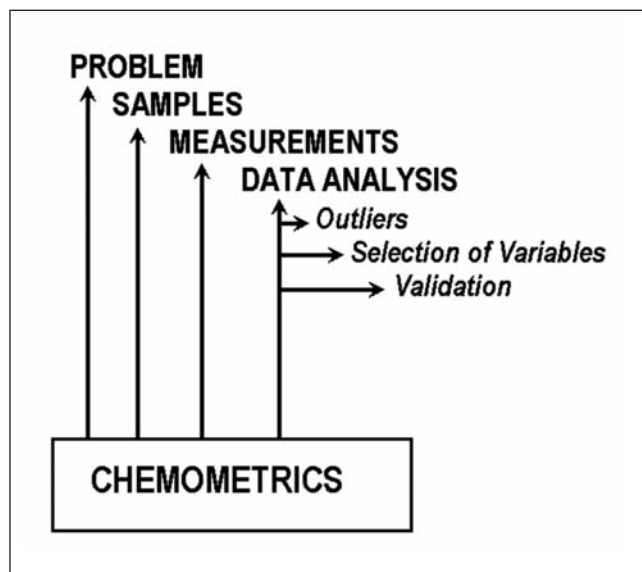 PROBLEM
SAMPLES
MEASUREMENTS
DATA ANALYSIS
Outliers
Selection of Variables
Validation
CHEMOMETRICS